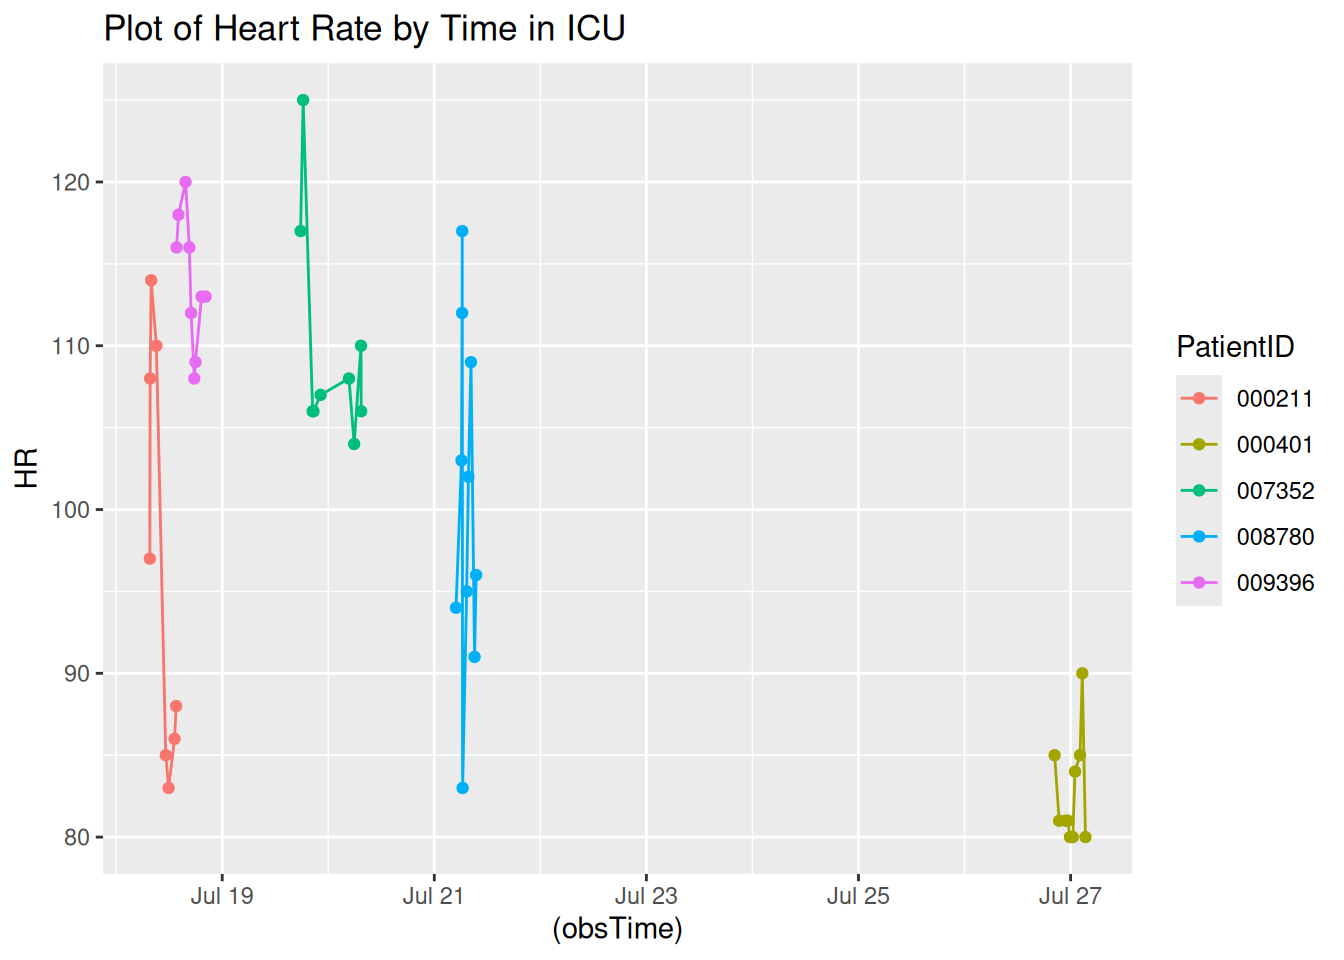 Plot of Heart Rate by Time in ICU
120
110
100
90
80
HR
Jul 19
Jul 21
Jul 23
Jul 25
Jul 27
(obsTime)
PatientID
000211
000401
007352
008780
009396